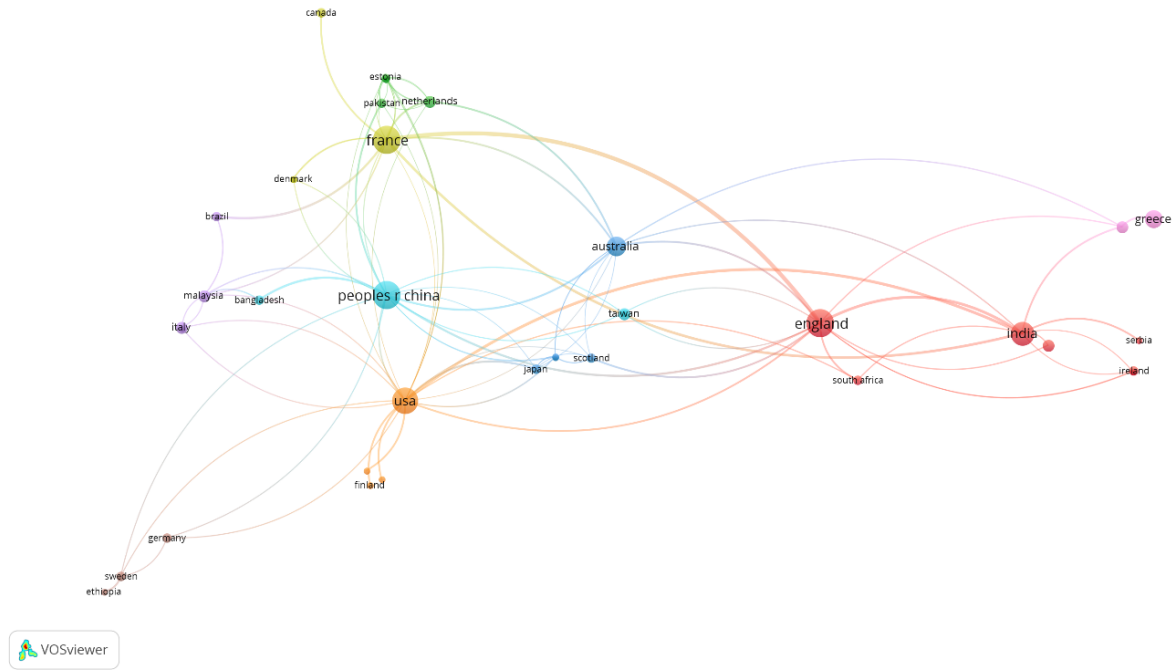 canada
estonia
pakistan
netherlands
france
denmark
brazil
greece
australia
malaysia
bangladesh
peoples r china
italy
taiwan
england
india
serbia
japan
scotland
south africa
ireland
usa
finland
germany
sweden
ethiopia
VOSviewer